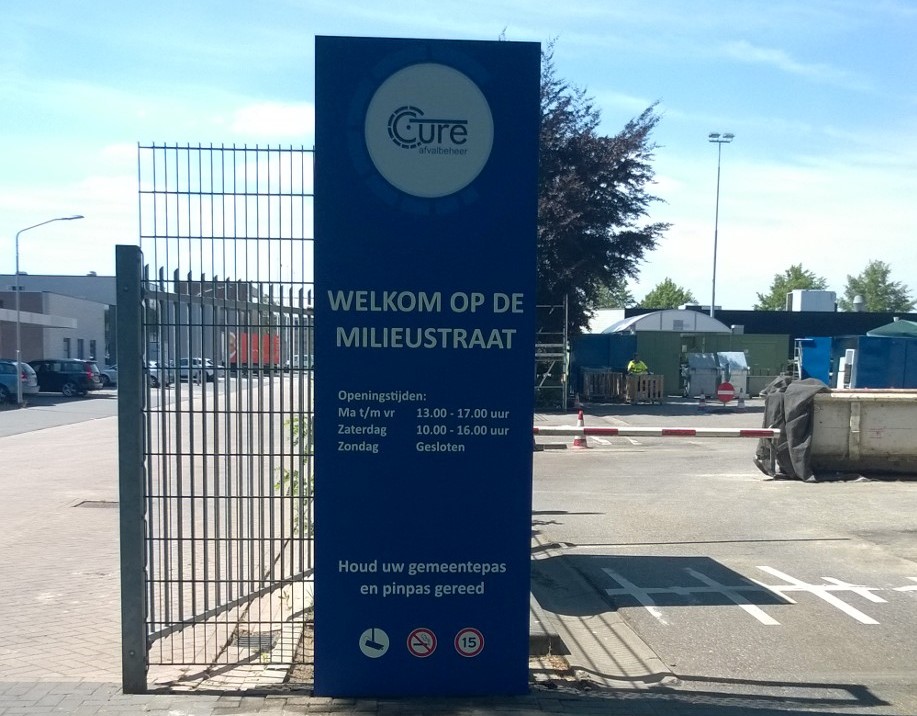 Cure
afvalbeheer
WELKOM OP DE
MILIEUSTRAAT
Openingstijden:
Ma t/m vr 13.00 - 17.00 uur
Zaterdag 10.00 - 16.00 uur
Zondag Gesloten
Houd uw gemeentepas
en pinpas gereed
15